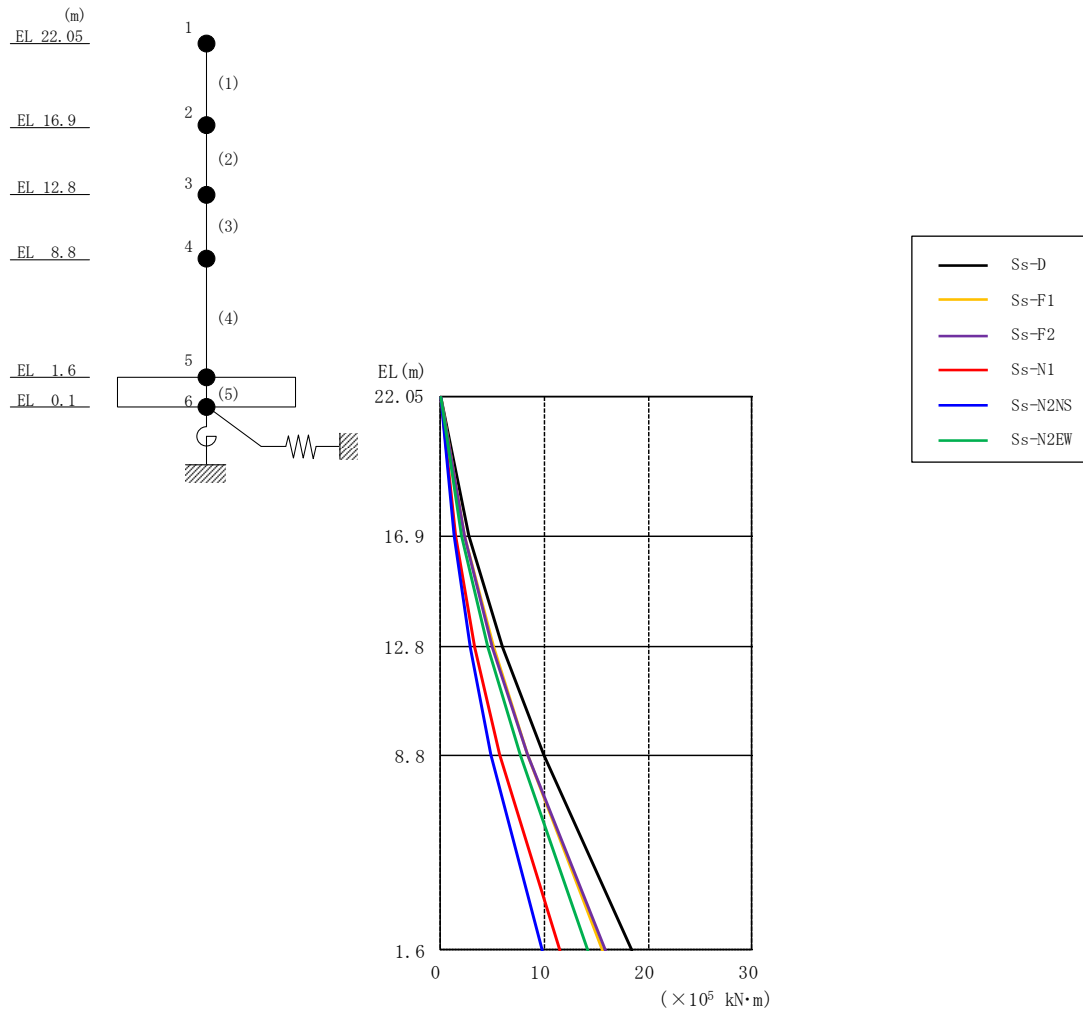 (m)
EL 22.05
1
(1)
EL 16.9
2
(2)
EL 12.8
3
(3)
EL 8.8
4
(4)
EL 1.6
5
(5)
EL 0.1
6
Ss-D
Ss-F1
Ss-F2
Ss-N1
Ss-N2NS
Ss-N2EW
EL(m)
22.05
16.9
12.8
8.8
1.6
0 10 20 30
(×10⁵ kN・m)